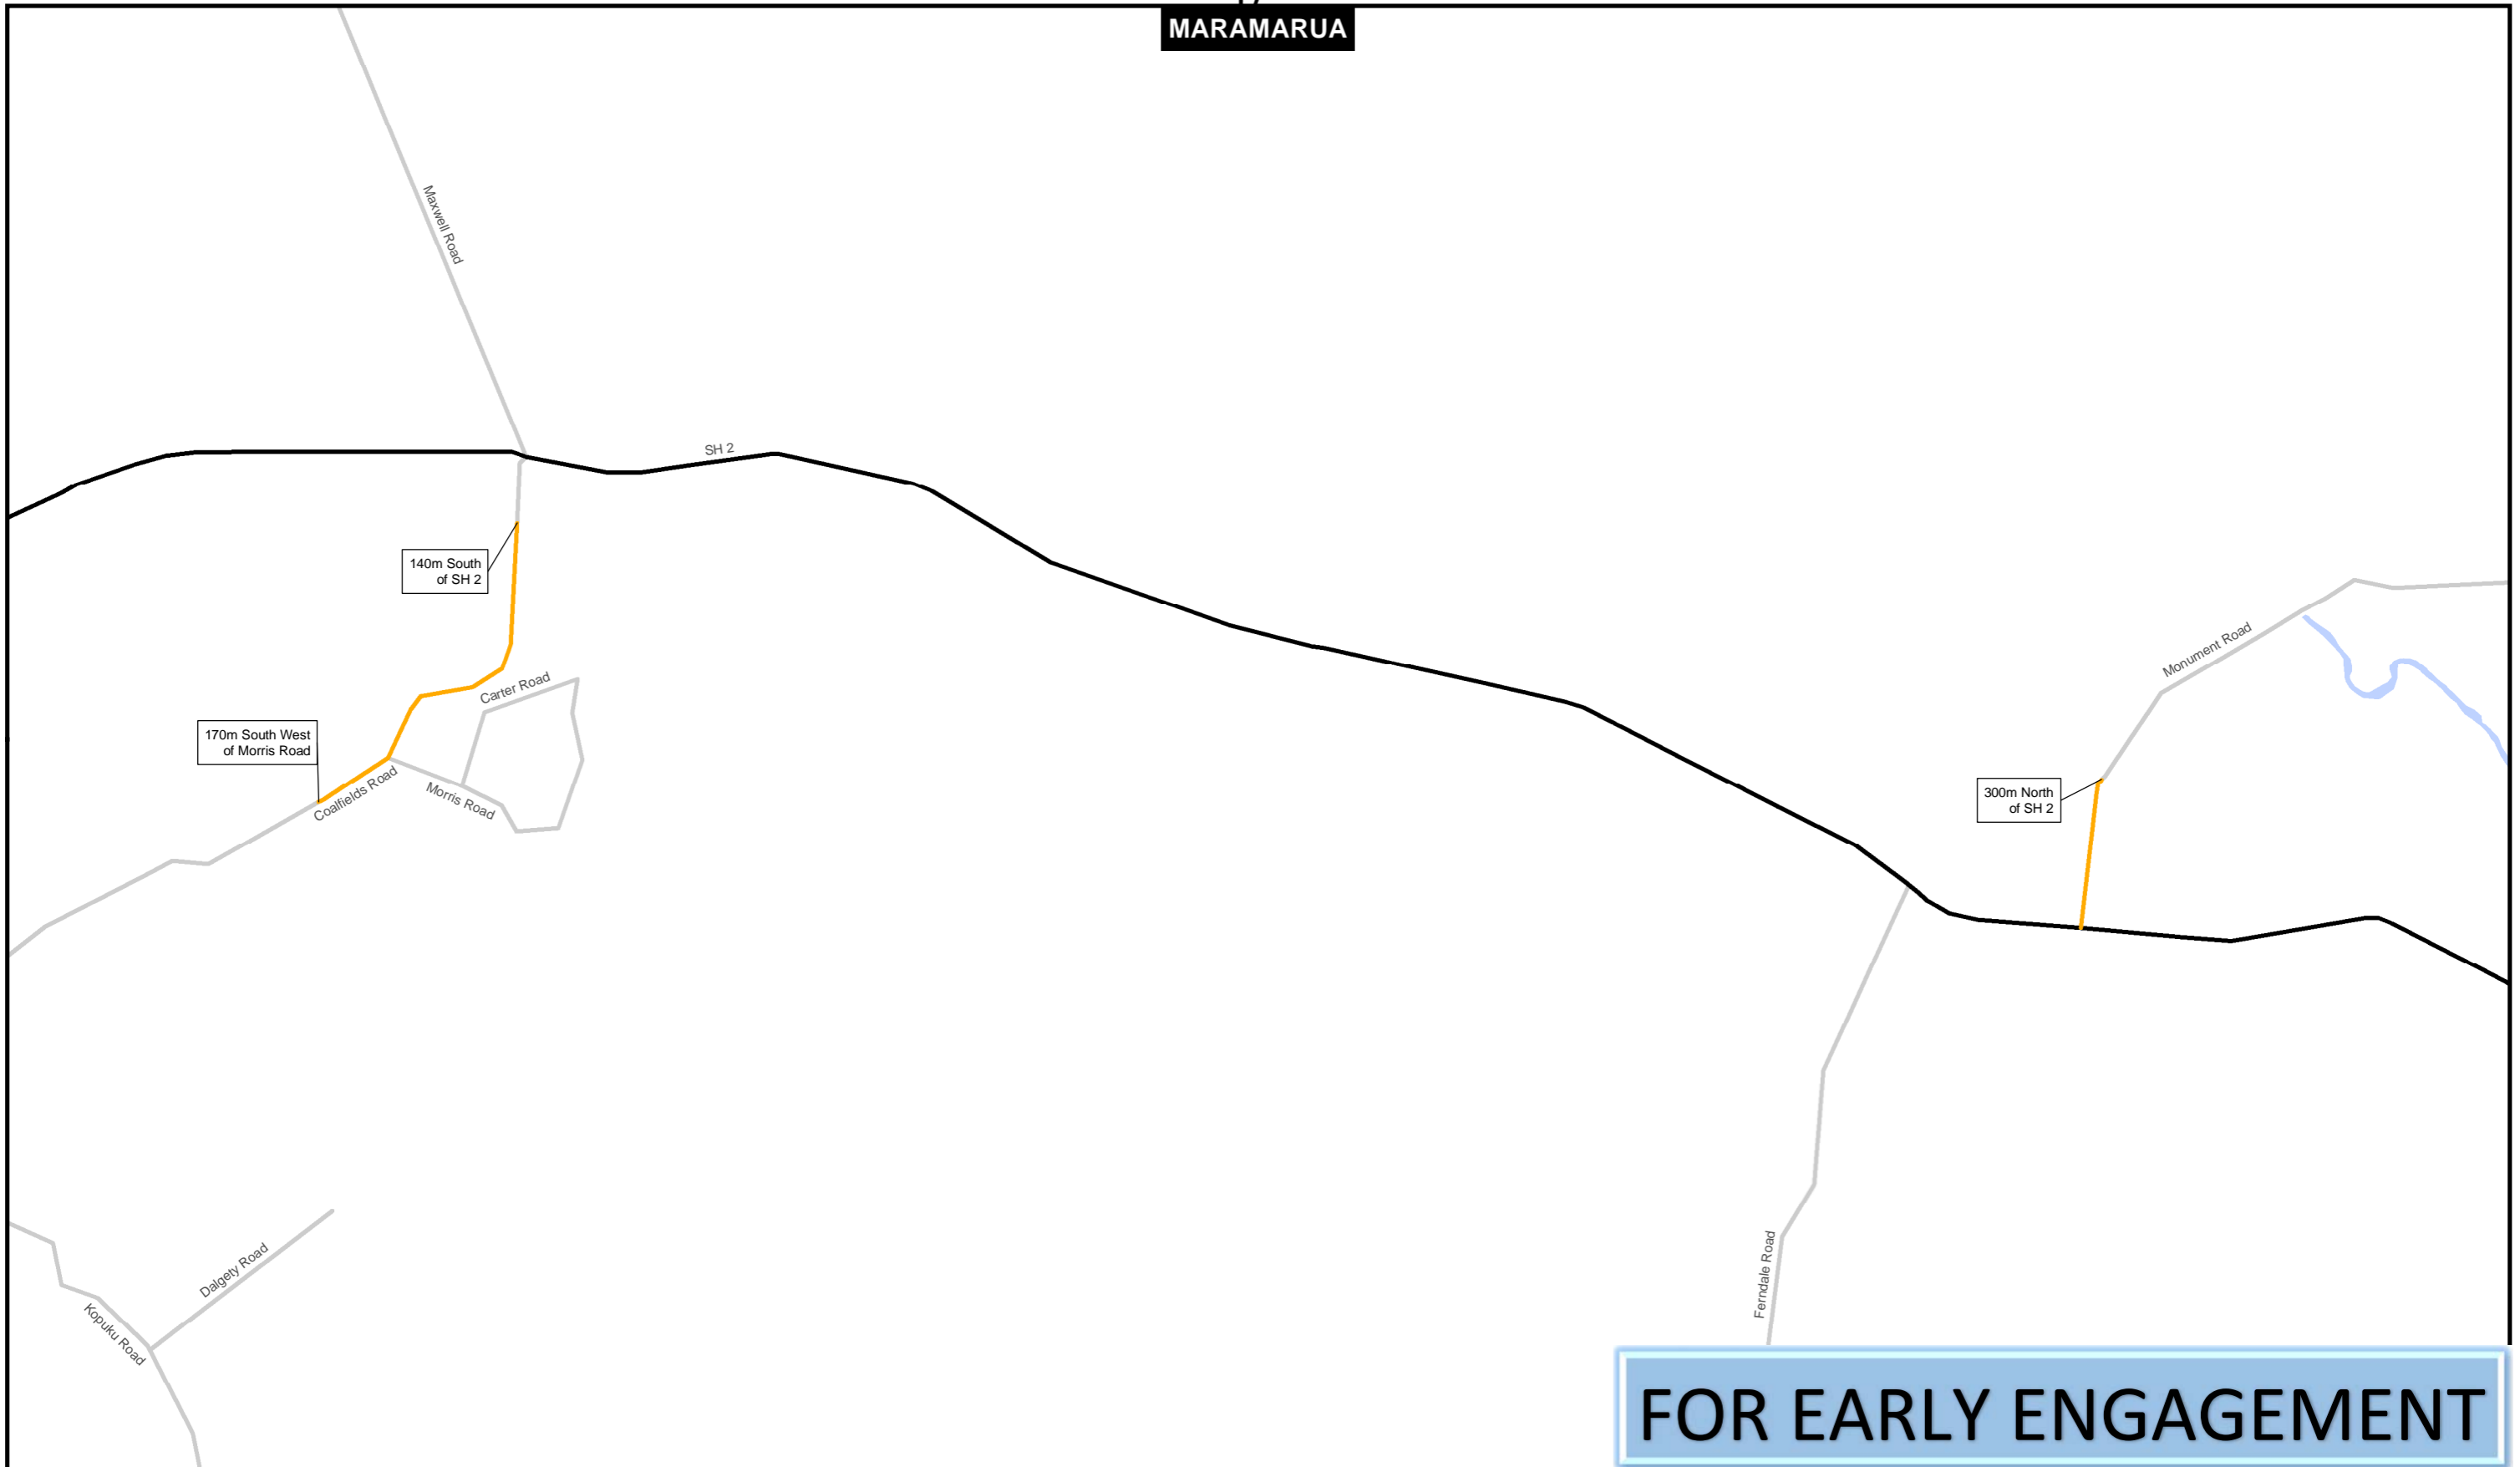 MARAMARUA
Maxwell Road
SH 2
140m South
of SH 2
Carter Road
170m South West
of Morris Road
Coalfields Road
Morris Road
Monument Road
300m North
of SH 2
Dalgety Road
Kopuku Road
Ferndale Road
FOR EARLY ENGAGEMENT